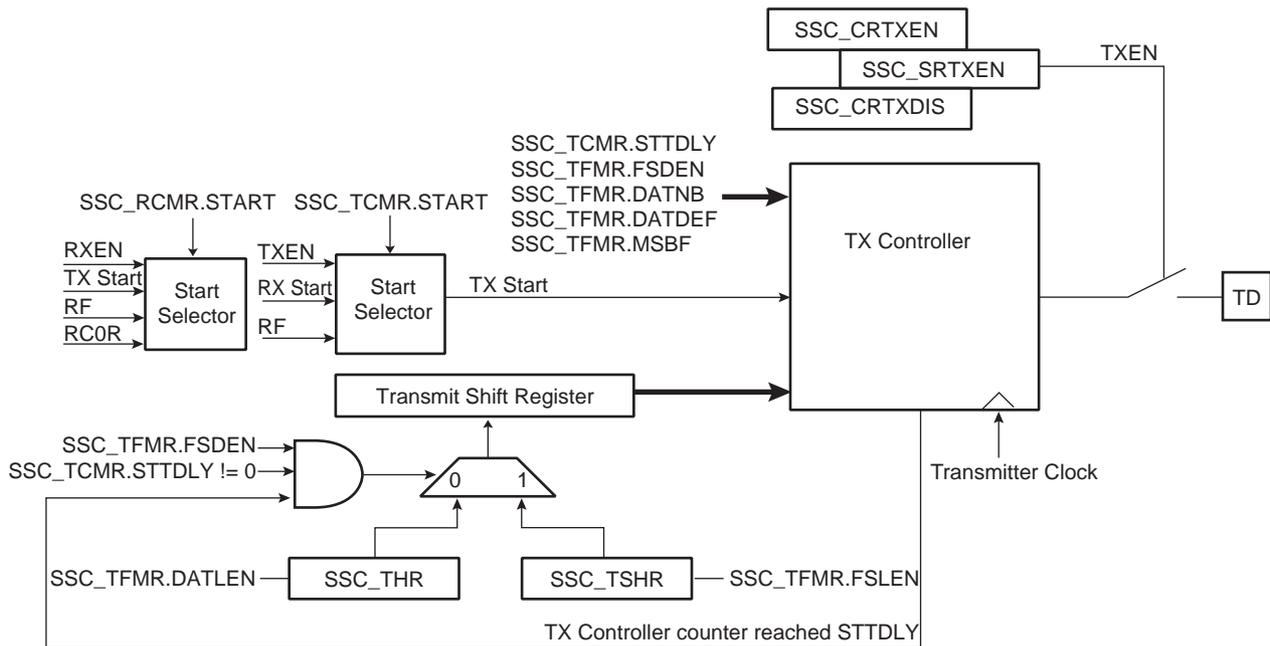 SSC_CRTXEN
SSC_SRTXEN
TXEN
SSC_CRTXDIS
SSC_TCMR.STTDLY
SSC_TFMR.FSDEN
SSC_TFMR.DATNB
SSC_TFMR.DATDEF
SSC_TFMR.MSBF
SSC_RCMR.START
SSC_TCMR.START
RXEN
TX Start
RF
RC0R
Start
Selector
TXEN
RX Start
RF
Start
Selector
TX Start
TX Controller
TD
Transmit Shift Register
Transmitter Clock
SSC_TFMR.FSDEN
SSC_TCMR.STTDLY != 0
0 1
SSC_TFMR.DATLEN
SSC_THR
SSC_TSHR
SSC_TFMR.FSLEN
TX Controller counter reached STTDLY